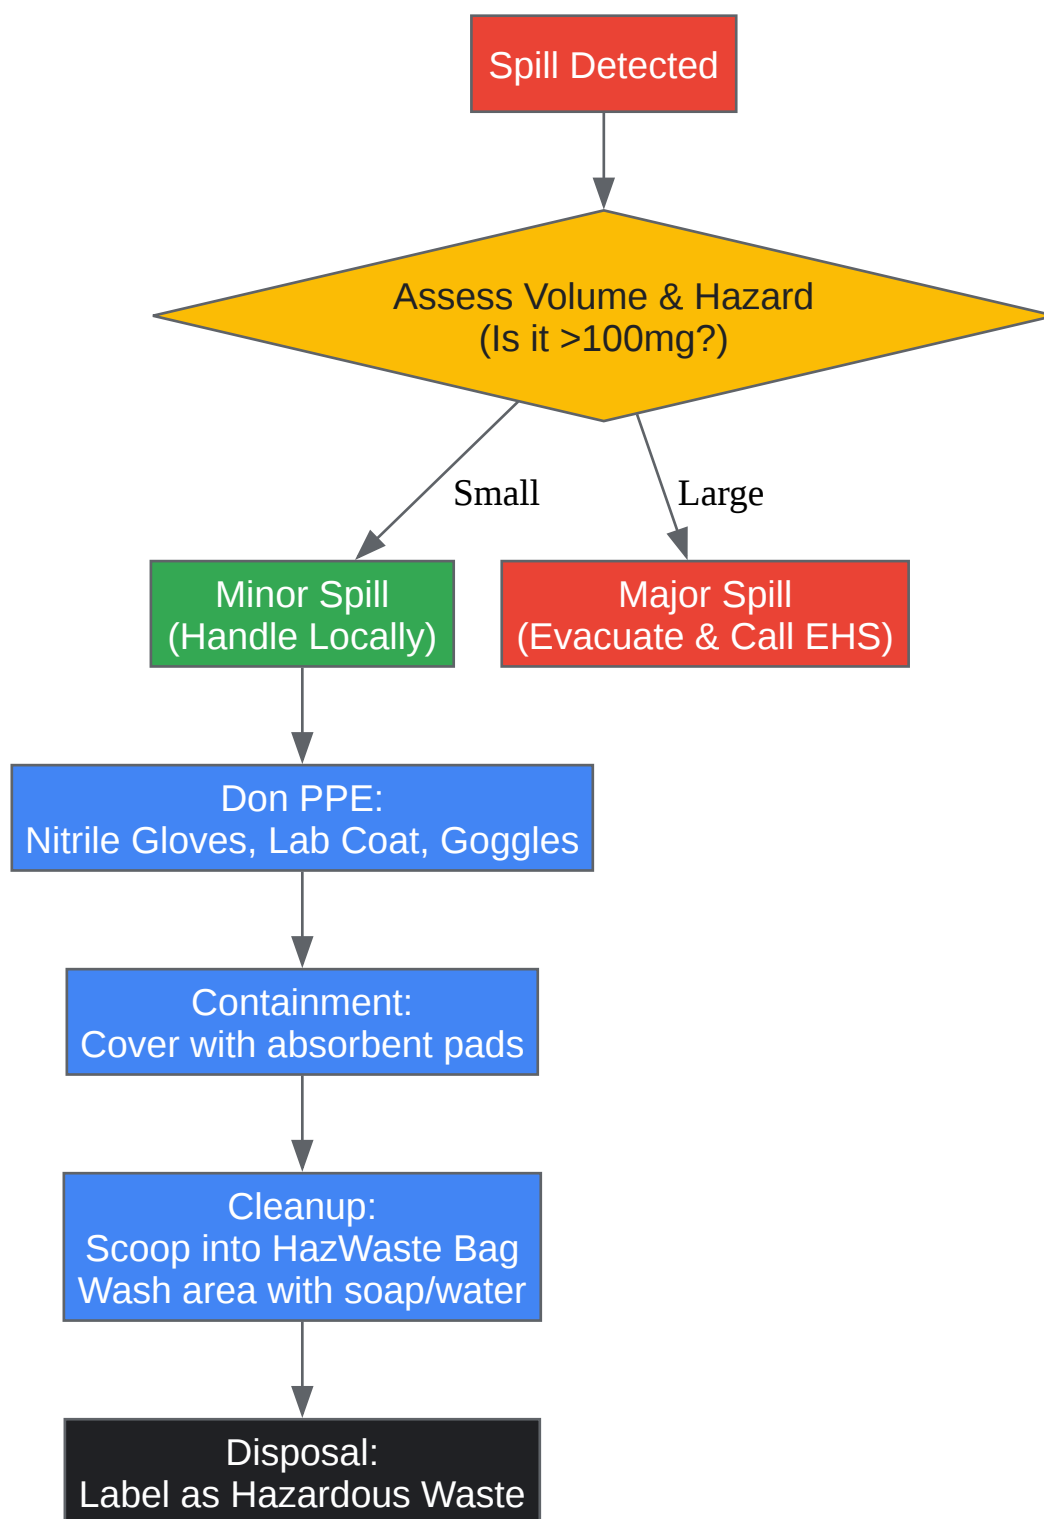 Spill Detected
Assess Volume & Hazard
(Is it >100mg?)
Small
Large
Minor Spill
(Handle Locally)
Major Spill
(Evacuate & Call EHS)
Don PPE:
Nitrile Gloves, Lab Coat, Goggles
Containment:
Cover with absorbent pads
Cleanup:
Scoop into HazWaste Bag
Wash area with soap/water
Disposal:
Label as Hazardous Waste